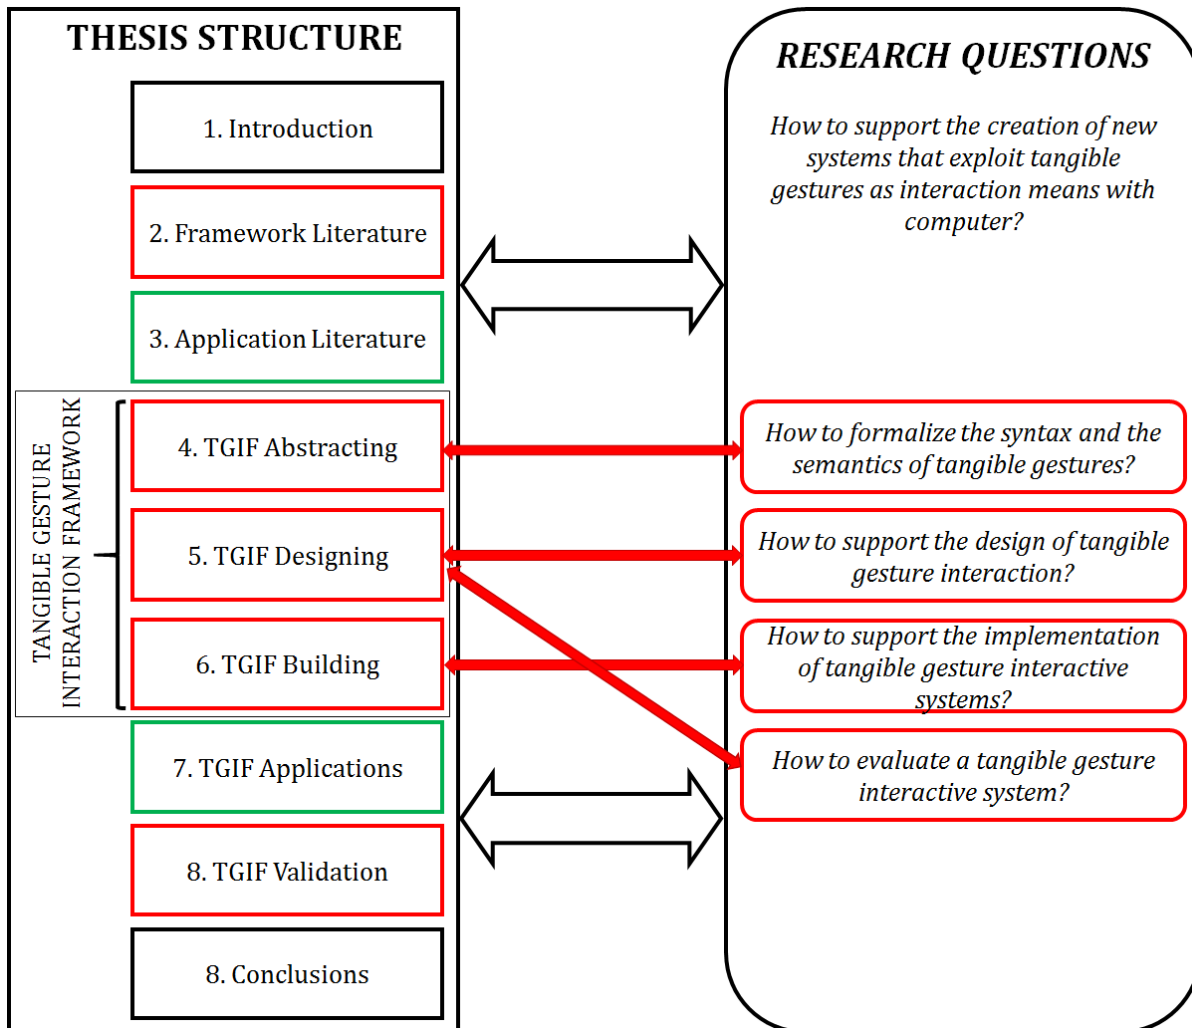 THESIS STRUCTURE
1. Introduction
2. Framework Literature
3. Application Literature
TANGIBLE GESTURE
INTERACTION FRAMEWORK
4. TGIF Abstracting
5. TGIF Designing
6. TGIF Building
7. TGIF Applications
8. TGIF Validation
8. Conclusions
RESEARCH QUESTIONS
How to support the creation of new
systems that exploit tangible
gestures as interaction means with
computer?
How to formalize the syntax and the
semantics of tangible gestures?
How to support the design of tangible
gesture interaction?
How to support the implementation
of tangible gesture interactive
systems?
How to evaluate a tangible gesture
interactive system?